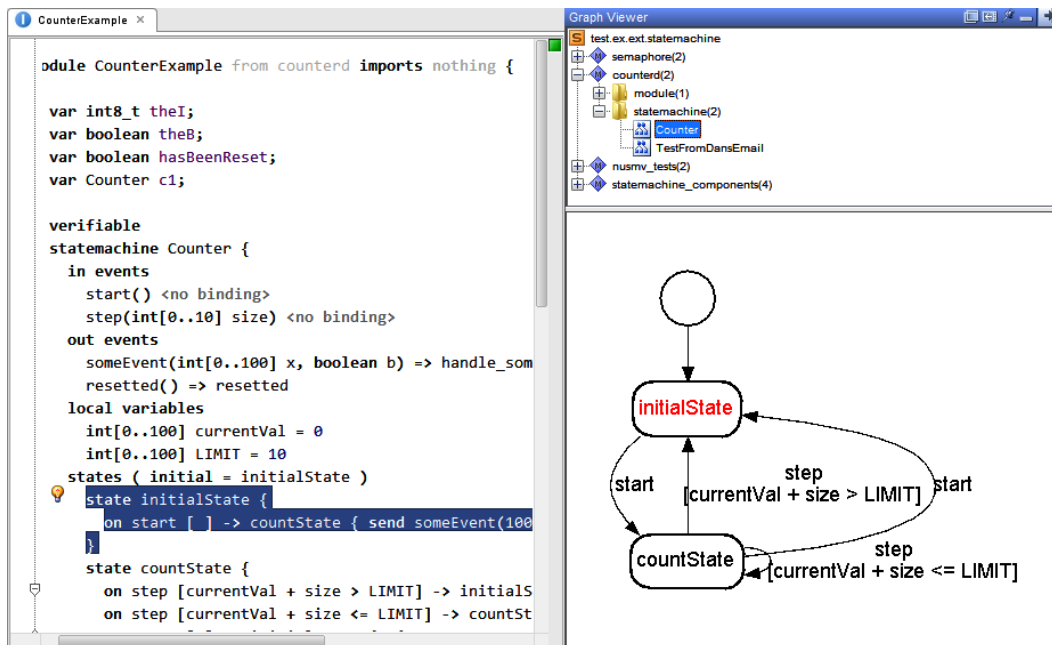 CounterExample ×
odule CounterExample from counterd imports nothing {
var int8_t theI;
var boolean theB;
var boolean hasBeenReset;
var Counter c1;
verifiable
statemachine Counter {
in events
start() <no binding>
step(int[0..10] size) <no binding>
out events
someEvent(int[0..100] x, boolean b) => handle_som
resetted() => resetted
local variables
int[0..100] currentVal = 0
int[0..100] LIMIT = 10
states ( initial = initialState )
state initialState {
on start [ ] -> countState { send someEvent(100
}
state countState {
on step [currentVal + size > LIMIT] -> initialS
on step [currentVal + size <= LIMIT] -> countSt
Graph Viewer
test.ex.ext.statemachine
semaphore(2)
counterd(2)
module(1)
statemachine(2)
Counter
TestFromDansEmail
nusmv_tests(2)
statemachine_components(4)
initialState
start
step
[currentVal + size > LIMIT]
start
countState
step
[currentVal + size <= LIMIT]